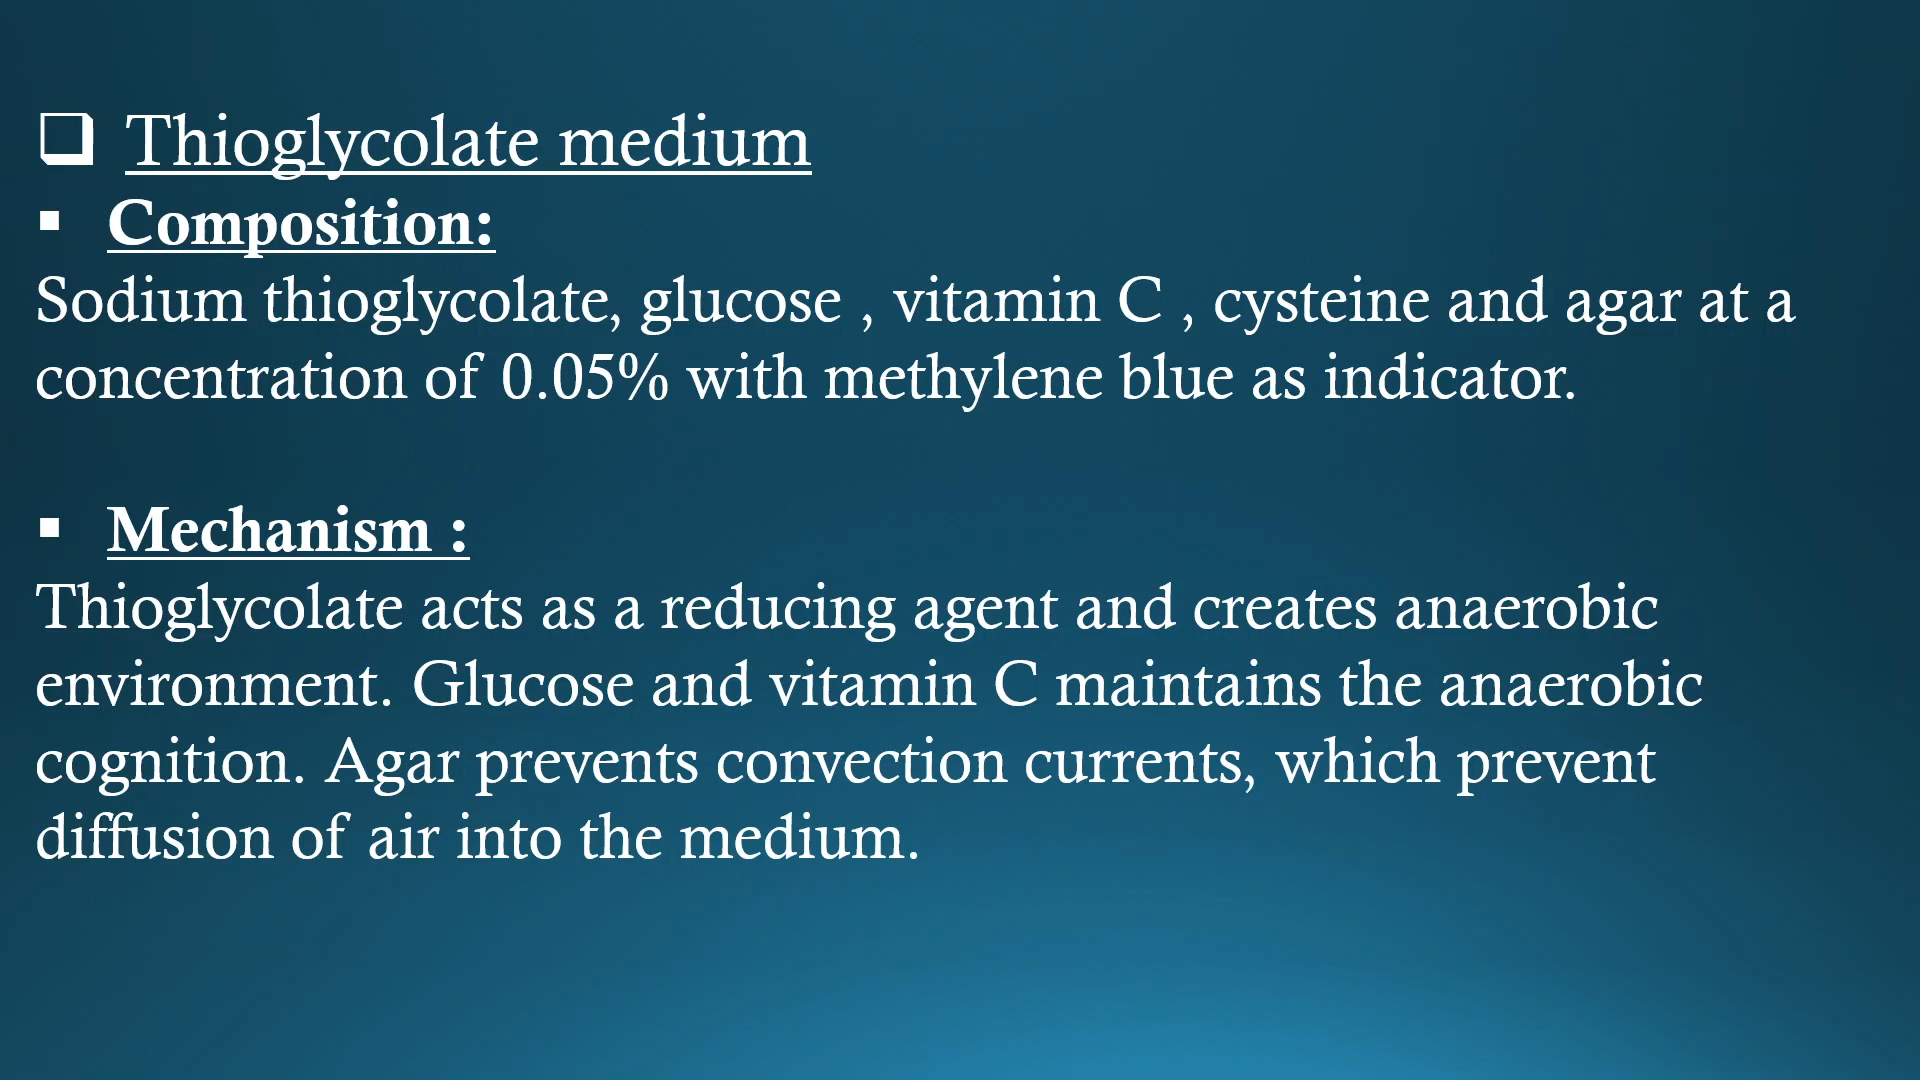 ❑ Thioglycolate medium
▪ Composition:
Sodium thioglycolate, glucose , vitamin C , cysteine and agar at a
concentration of 0.05% with methylene blue as indicator.
▪ Mechanism :
Thioglycolate acts as a reducing agent and creates anaerobic
environment. Glucose and vitamin C maintains the anaerobic
cognition. Agar prevents convection currents, which prevent
diffusion of air into the medium.